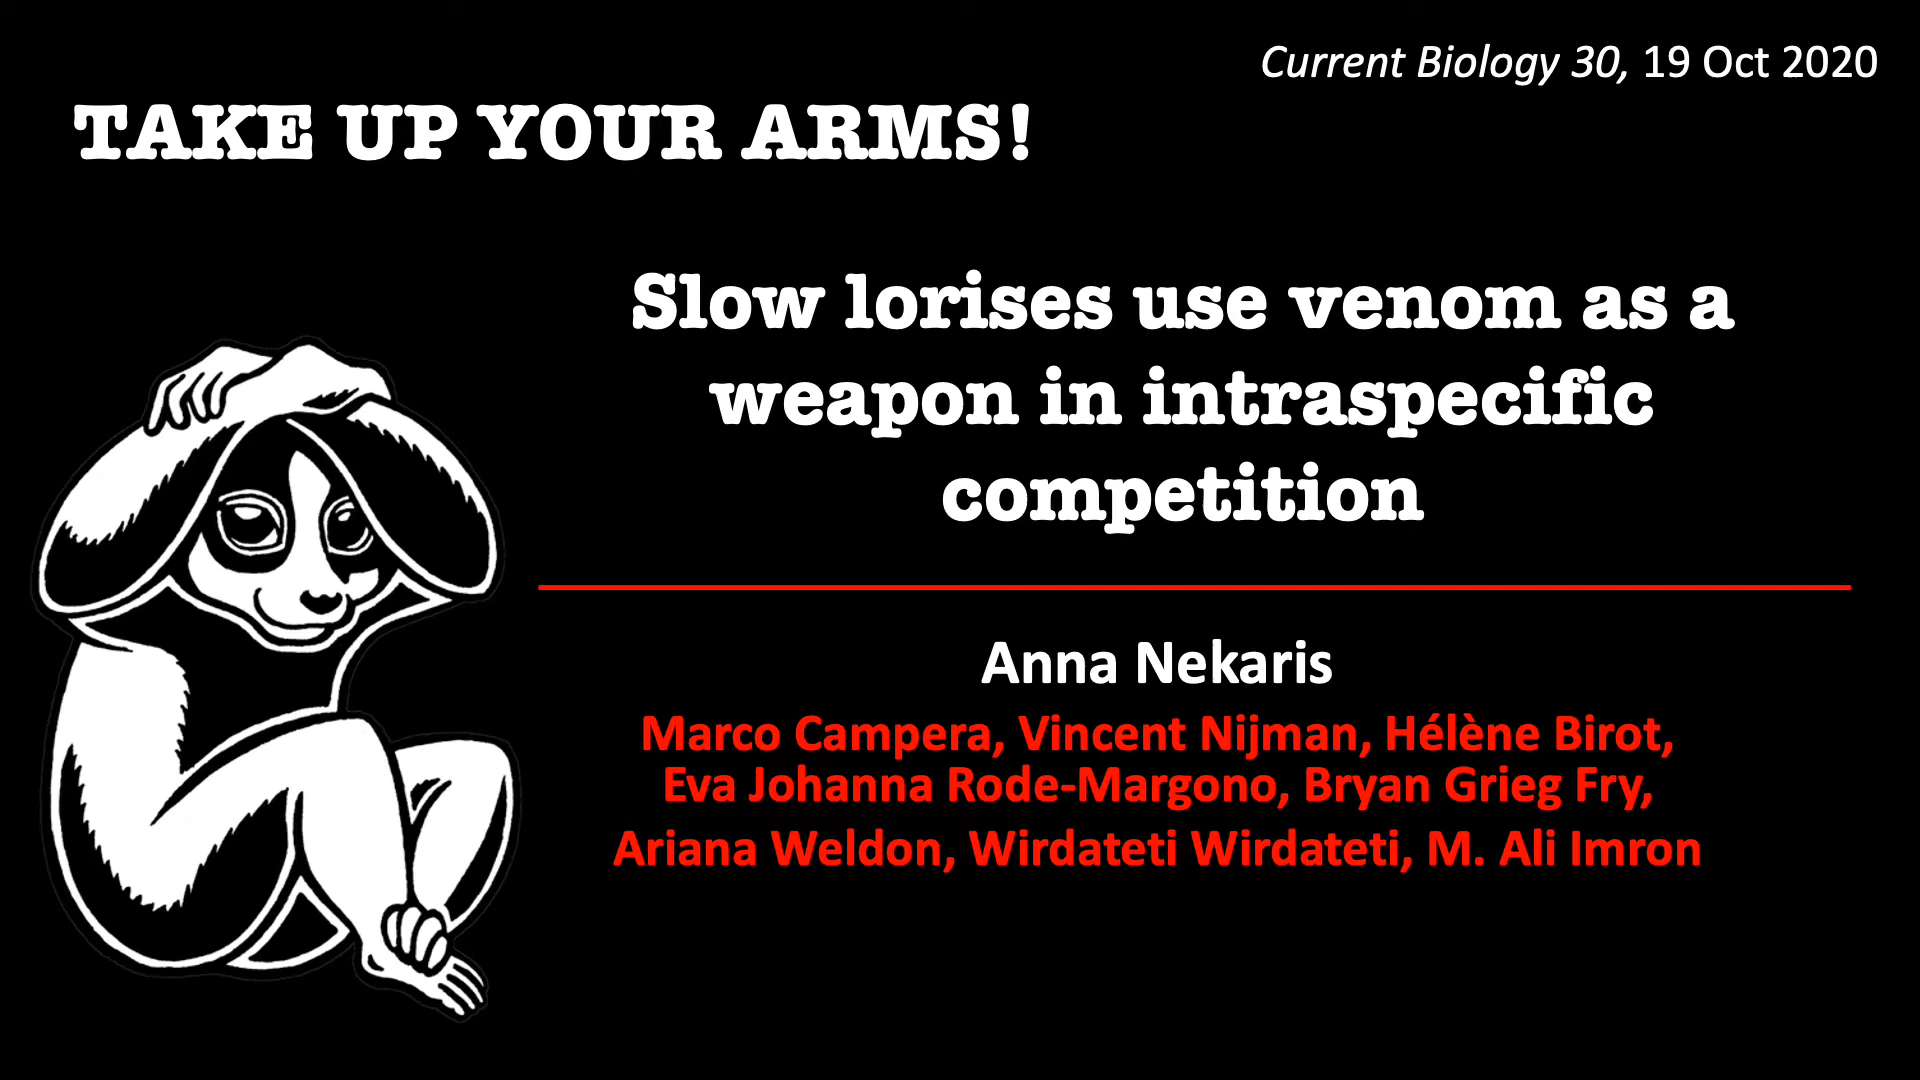 Current Biology 30, 19 Oct 2020
TAKE UP YOUR ARMS!
Slow lorises use venom as a
weapon in intraspecific
competition
Anna Nekaris
Marco Campera, Vincent Nijman, Hélène Birot,
Eva Johanna Rode-Margono, Bryan Grieg Fry,
Ariana Weldon, Wirdateti Wirdateti, M. Ali Imron